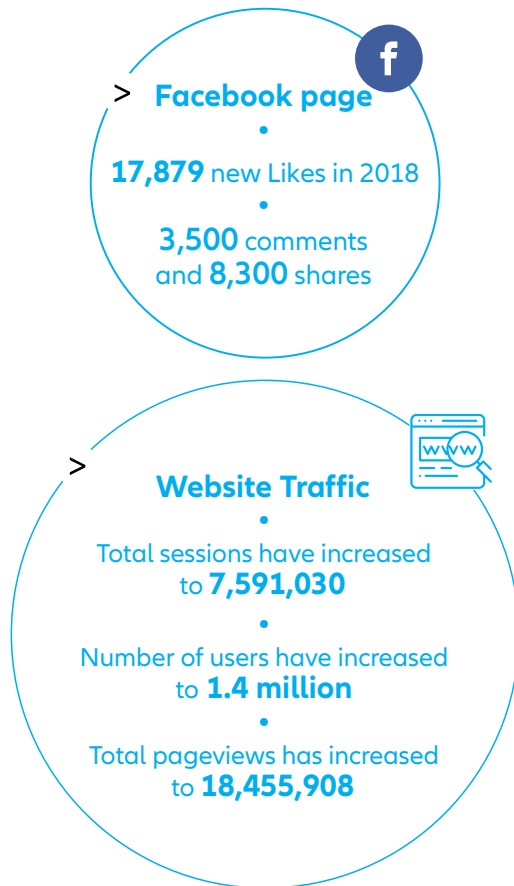 f
> Facebook page
•
17,879 new Likes in 2018
•
3,500 comments
and 8,300 shares
www
>
Website Traffic
•
Total sessions have increased
to 7,591,030
•
Number of users have increased
to 1.4 million
•
Total pageviews has increased
to 18,455,908